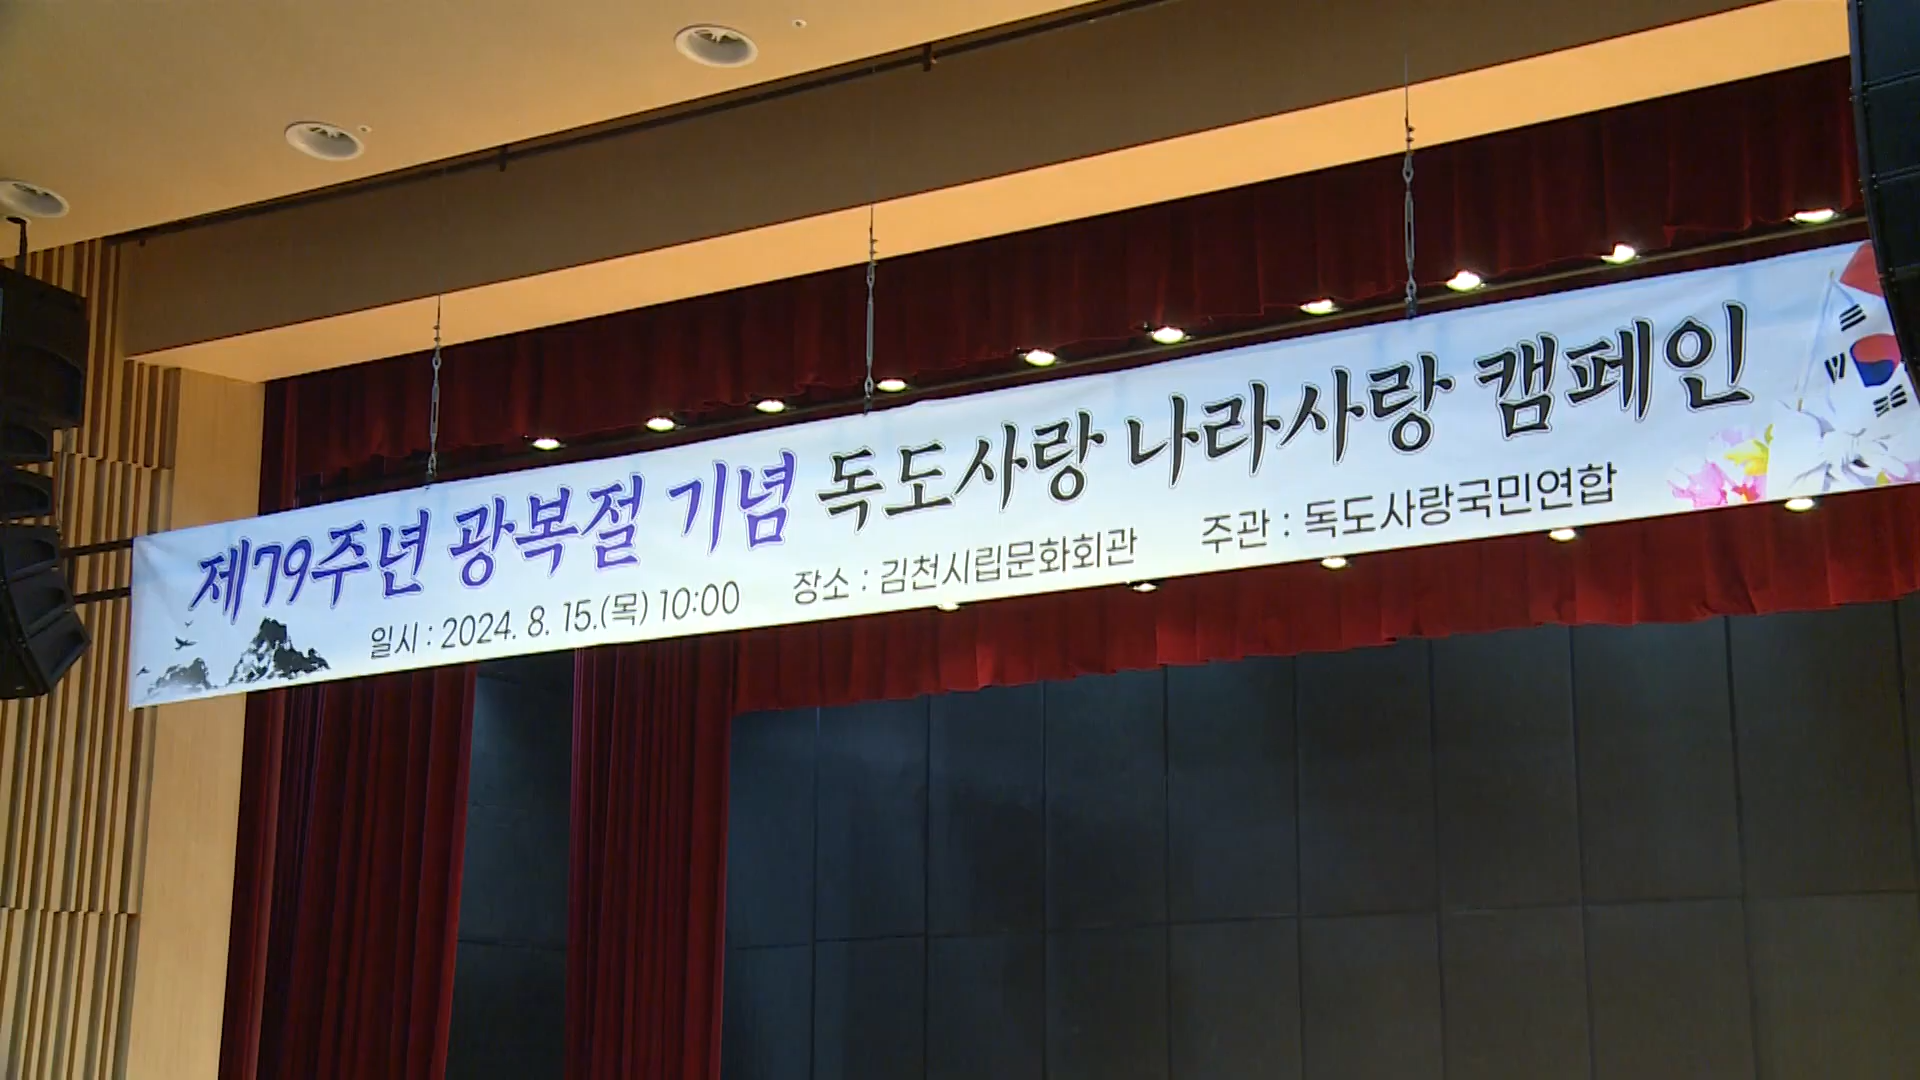 제79주년 광복절 기념 독도사랑 나라사랑 캠페인
일시 : 2024. 8. 15.(목) 10:00 장소 : 김천시립문화회관 주관 : 독도사랑국민연합